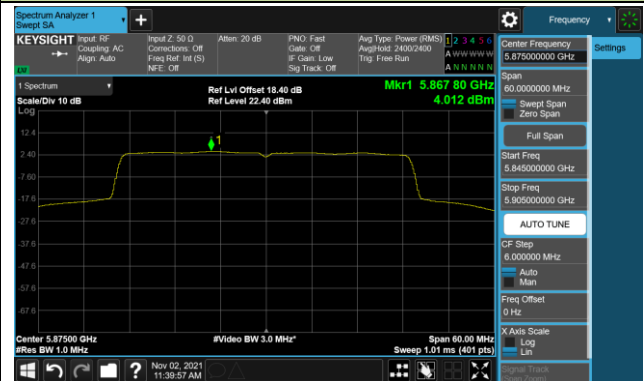 Spectrum Analyzer 1
Swept SA
Frequency
KEYSIGHT
Input: RF
Coupling: AC
Align: Auto
Input Z: 50 Ω
Corrections: Off
Freq Ref: Int (S)
NFE: Off
Atten: 20 dB
PNO: Fast
Gate: Off
IF Gain: Low
Sig Track: Off
Avg Type: Power (RMS)
Avg|Hold: 2400/2400
Trig: Free Run
1 2 3 4 5 6
A W W W W W
A N N N N N
1 Spectrum
Scale/Div 10 dB
Log
Ref Lvl Offset 18.40 dB
Ref Level 22.40 dBm
Mkr1 5.867 80 GHz
4.012 dBm
1
12.4
2.40
-7.60
-17.6
-27.6
-37.6
-47.6
-57.6
-67.6
Center 5.87500 GHz
#Res BW 1.0 MHz
#Video BW 3.0 MHz*
Span 60.00 MHz
Sweep 1.01 ms (401 pts)
Nov 02, 2021
11:39:57 AM
Center Frequency
5.875000000 GHz
Settings
Span
60.0000000 MHz
Swept Span
Zero Span
Full Span
Start Freq
5.845000000 GHz
Stop Freq
5.905000000 GHz
AUTO TUNE
CF Step
6.000000 MHz
Auto
Man
Freq Offset
0 Hz
X Axis Scale
Log
Lin
Signal Track
(Span Zoom)